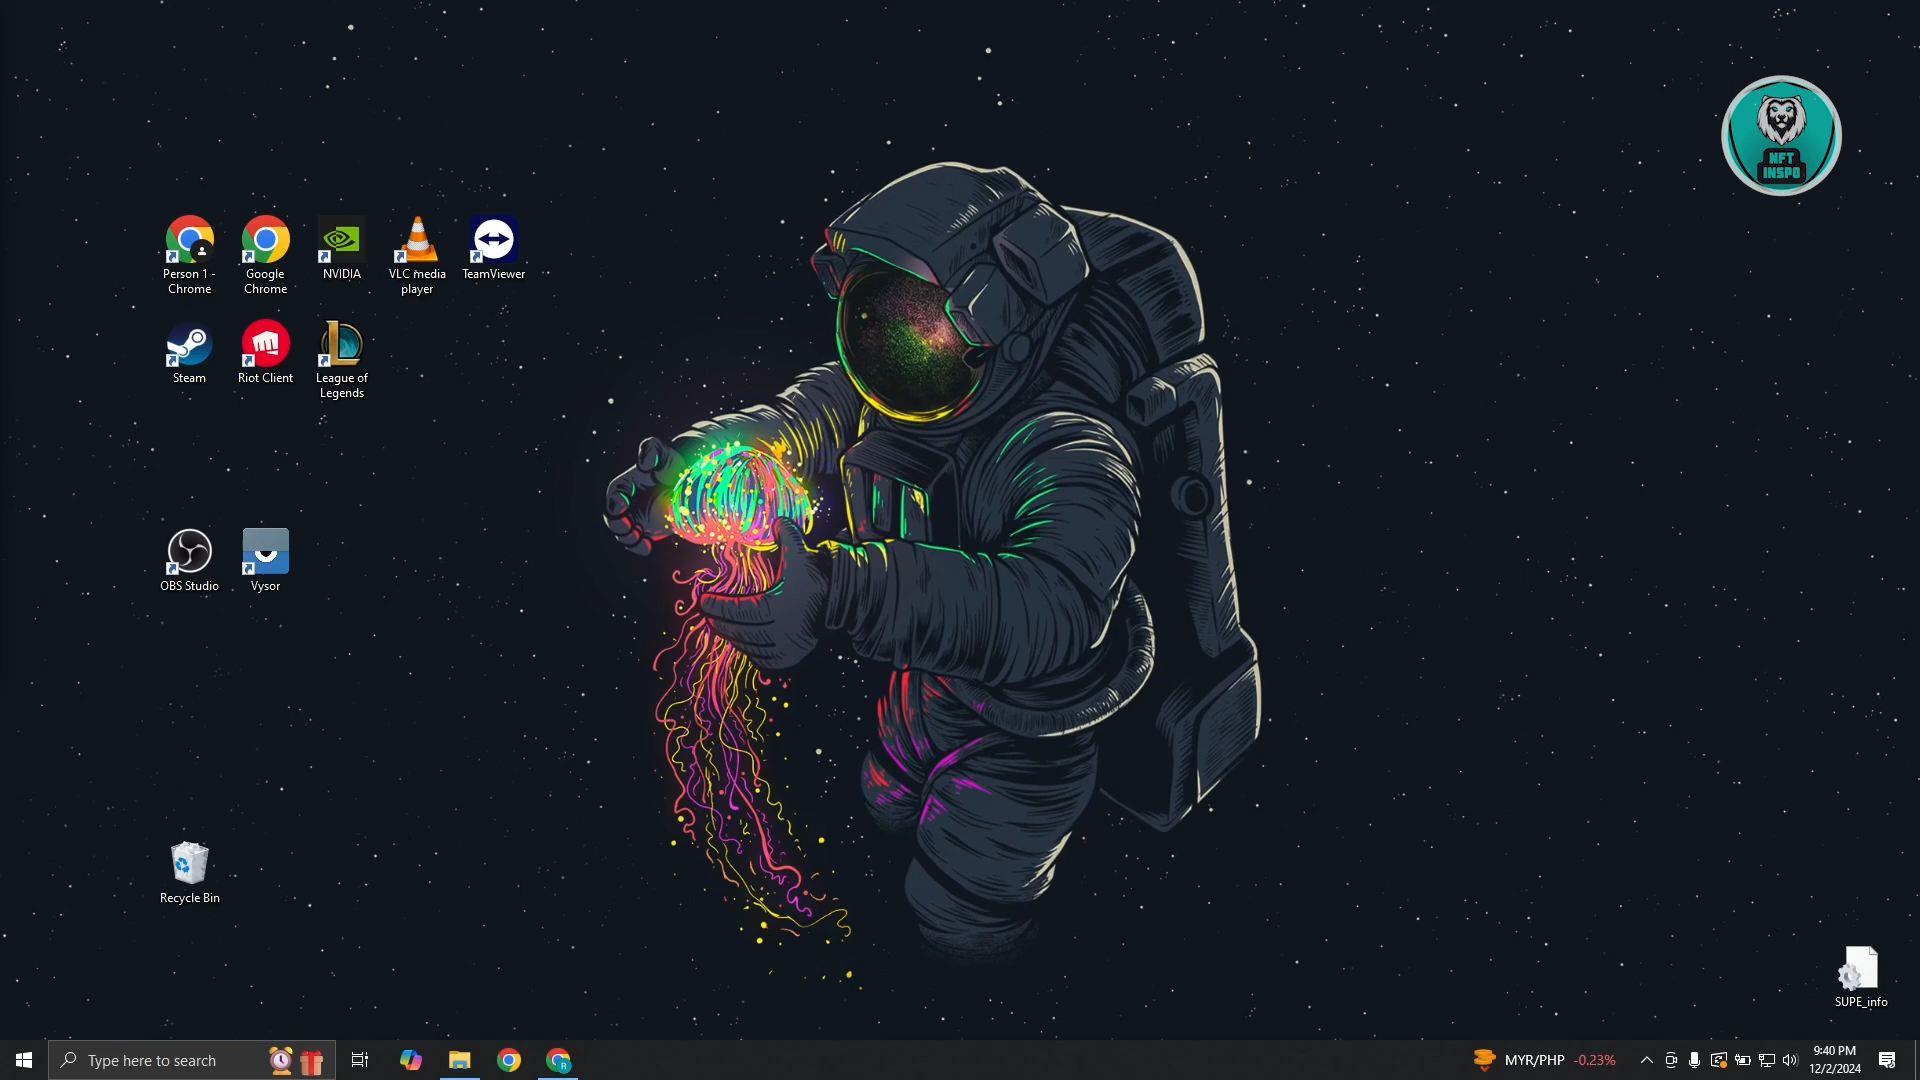 NFT
INSPO
Person 1 -
Chrome
Google
Chrome
NVIDIA
VLC media
player
TeamViewer
Steam
Riot Client
League of
Legends
OBS Studio
Vysor
Recycle Bin
SUPE_info
Type here to search
R
MYR/PHP -0.23%
9:40 PM
12/2/2024